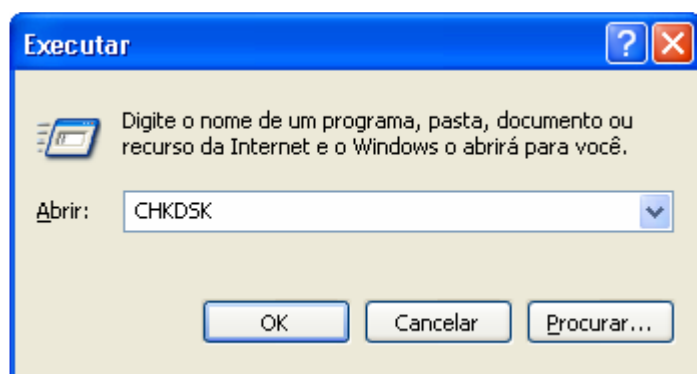 Executar
Digite o nome de um programa, pasta, documento ou
recurso da Internet e o Windows o abrirá para você.
Abrir: CHKDSK
OK Cancelar Procurar...